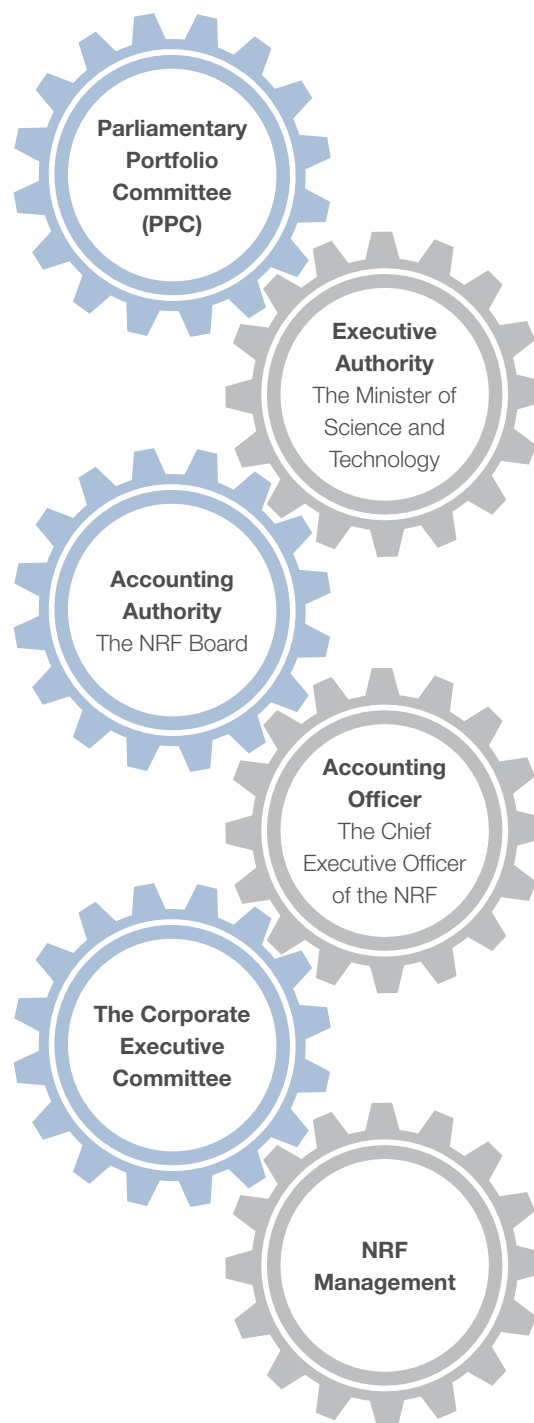 Parliamentary
Portfolio
Committee
(PPC)
Executive
Authority
The Minister of
Science and
Technology
Accounting
Authority
The NRF Board
Accounting
Officer
The Chief
Executive Officer
of the NRF
The Corporate
Executive
Committee
NRF
Management